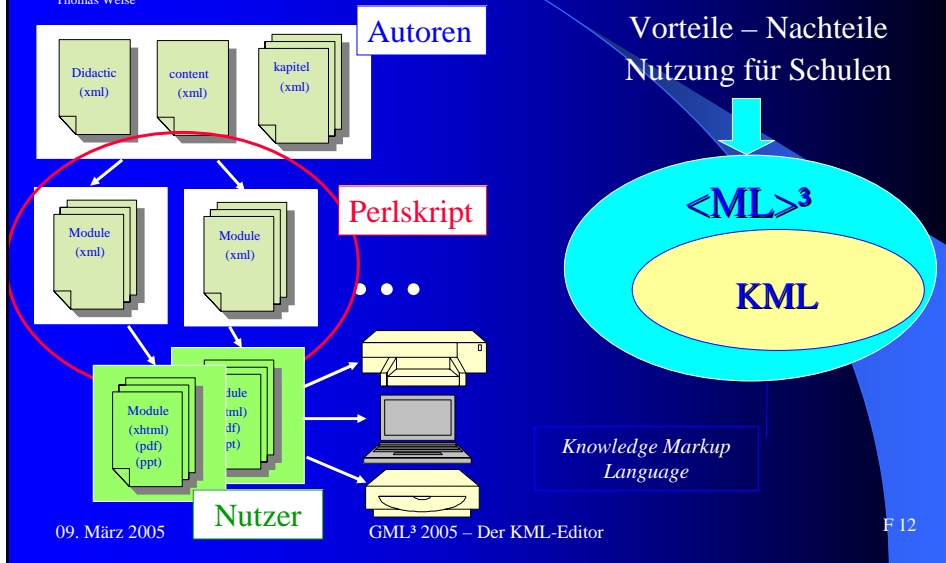 Thomas Weise
Autoren
Didactic
(xml)
content
(xml)
kapitel
(xml)
Perlskript
Module
(xml)
Module
(xml)
Module
(xhtml)
(pdf)
(ppt)
Nutzer
Vorteile – Nachteile
Nutzung für Schulen
<ML>³
KML
Knowledge Markup
Language
09. März 2005
GML³ 2005 – Der KML-Editor
F 12